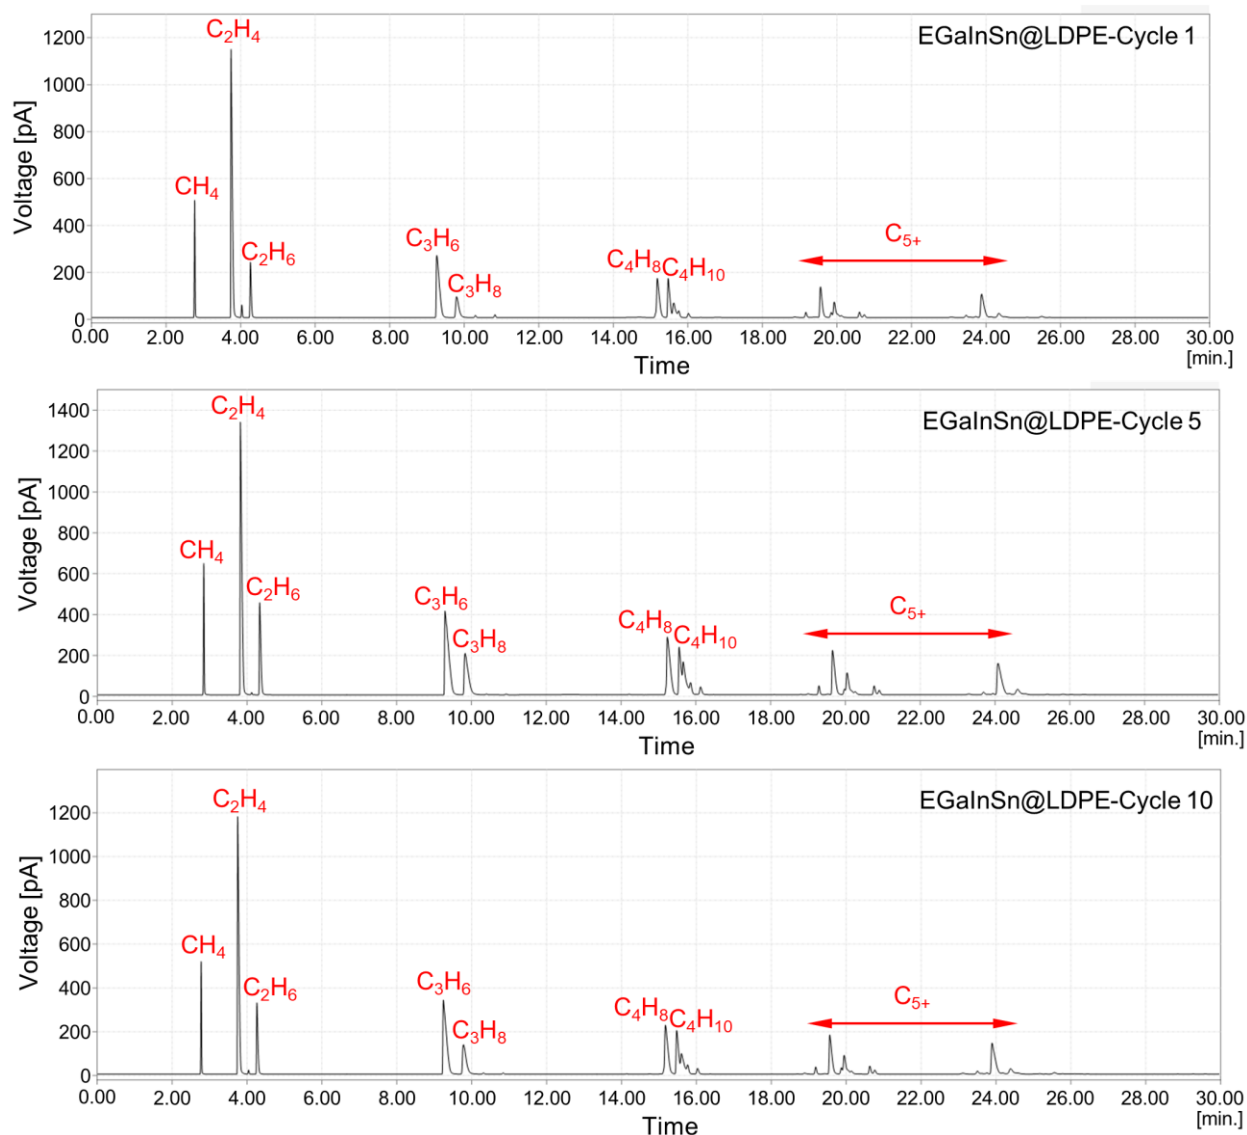 EGaInSn@LDPE-Cycle 1
Voltage [pA]
1200
1000
800
600
400
200
0
CH₄
C₂H₄
C₂H₆
C₃H₆
C₃H₈
C₄H₈
C₄H₁₀
C₅₊
0.00 2.00 4.00 6.00 8.00 10.00 12.00 14.00 16.00 18.00 20.00 22.00 24.00 26.00 28.00 30.00
Time
[min.]
EGaInSn@LDPE-Cycle 5
Voltage [pA]
1400
1200
1000
800
600
400
200
0
CH₄
C₂H₄
C₂H₆
C₃H₆
C₃H₈
C₄H₈
C₄H₁₀
C₅₊
0.00 2.00 4.00 6.00 8.00 10.00 12.00 14.00 16.00 18.00 20.00 22.00 24.00 26.00 28.00 30.00
Time
[min.]
EGaInSn@LDPE-Cycle 10
Voltage [pA]
1200
1000
800
600
400
200
0
CH₄
C₂H₄
C₂H₆
C₃H₆
C₃H₈
C₄H₈
C₄H₁₀
C₅₊
0.00 2.00 4.00 6.00 8.00 10.00 12.00 14.00 16.00 18.00 20.00 22.00 24.00 26.00 28.00 30.00
Time
[min.]